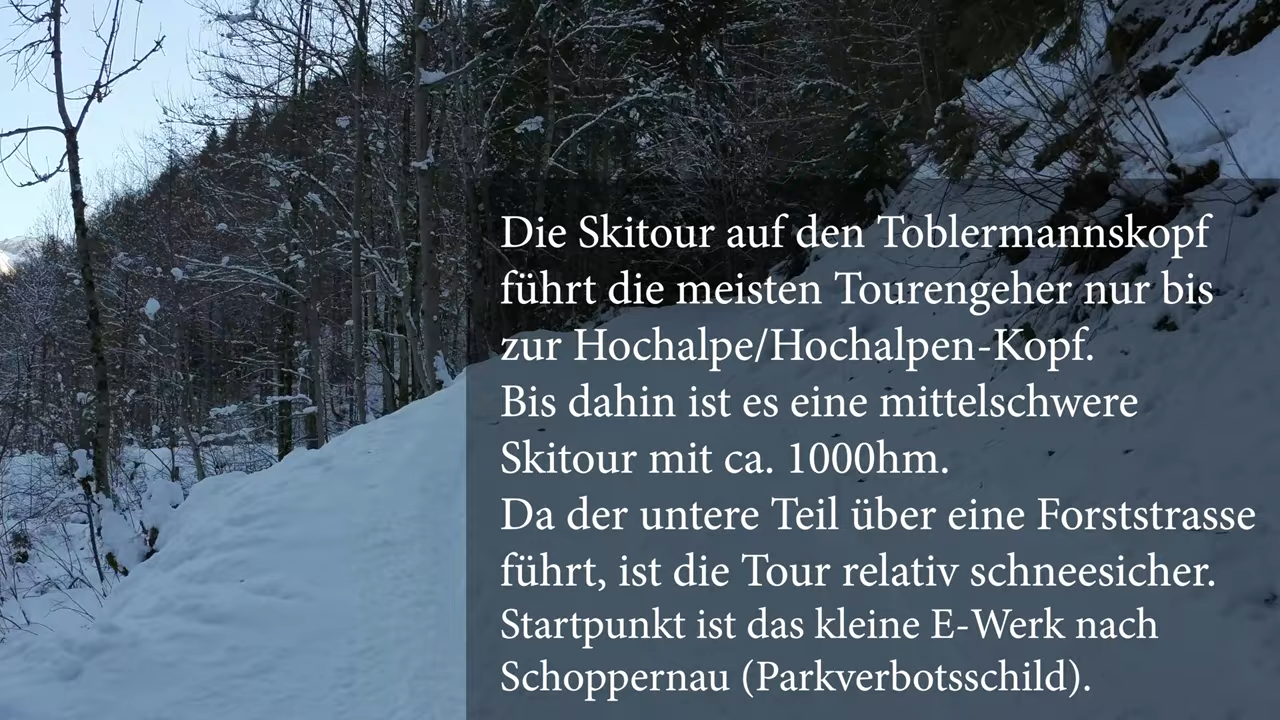 Die Skitour auf den Toblermannskopf
führt die meisten Tourengeher nur bis
zur Hochalpe/Hochalpen-Kopf.
Bis dahin ist es eine mittelschwere
Skitour mit ca. 1000hm.
Da der untere Teil über eine Forststrasse
führt, ist die Tour relativ schneesicher.
Startpunkt ist das kleine E-Werk nach
Schoppernau (Parkverbotsschild).